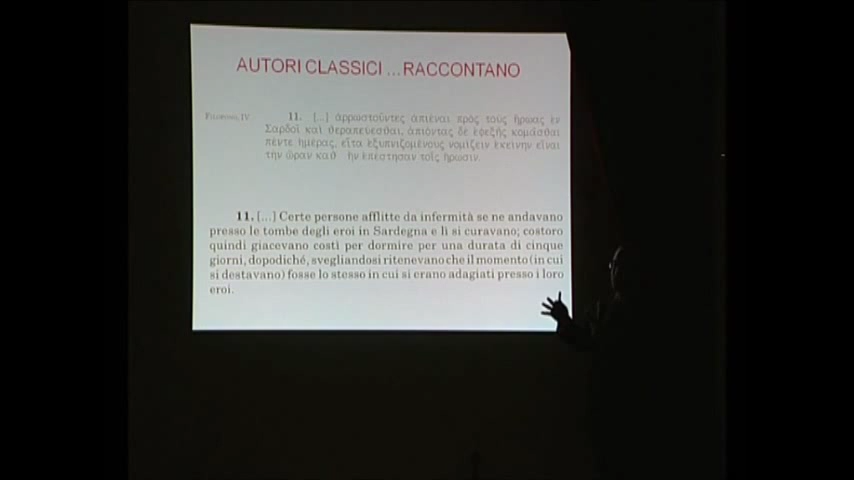 AUTORI CLASSICI ... RACCONTANO
FILOPONO, IV
11. [...] ἀρρωστοῦντες ἀπιέναι πρὸς τοὺς ἥρωας ἐν
Σαρδοῖ καὶ θεραπεύεσθαι, ἀπιόντας δὲ ἐφεξῆς κοιμᾶσθαι
πέντε ἡμέρας, εἶτα ἐξυπνιζομένους νομίζειν ἐκείνην εἶναι
τὴν ὥραν καθ ἣν ἐπέστησαν τοῖς ἥρωσιν.
11. [...] Certe persone afflitte da infermità se ne andavano
presso le tombe degli eroi in Sardegna e lì si curavano; costoro
quindi giacevano costì per dormire per una durata di cinque
giorni, dopodiché, svegliandosi ritenevano che il momento (in cui
si destavano) fosse lo stesso in cui si erano adagiati presso i loro
eroi.